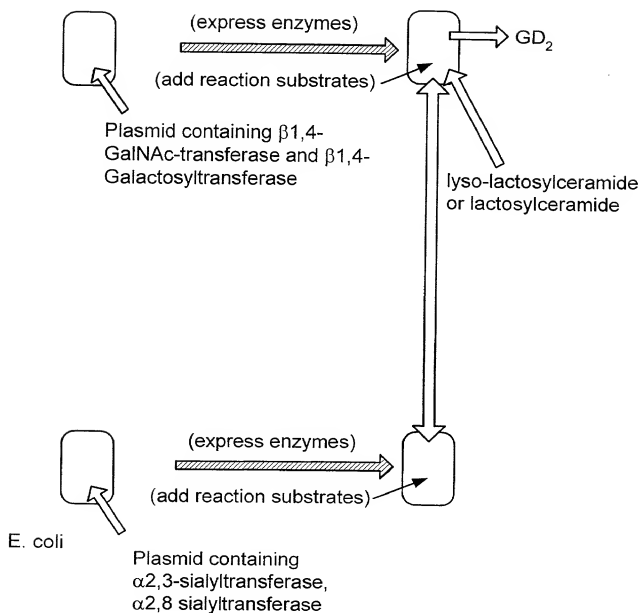 (express enzymes)
GD2
(add reaction substrates)
Plasmid containing β1,4-
GalNAc-transferase and β1,4-
Galactosyltransferase
lyso-lactosylceramide
or lactosylceramide
(express enzymes)
(add reaction substrates)
E. coli
Plasmid containing
α2,3-sialyltransferase,
α2,8 sialyltransferase